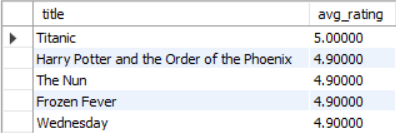 title avg_rating
Titanic 5.00000
Harry Potter and the Order of the Phoenix 4.90000
The Nun 4.90000
Frozen Fever 4.90000
Wednesday 4.90000